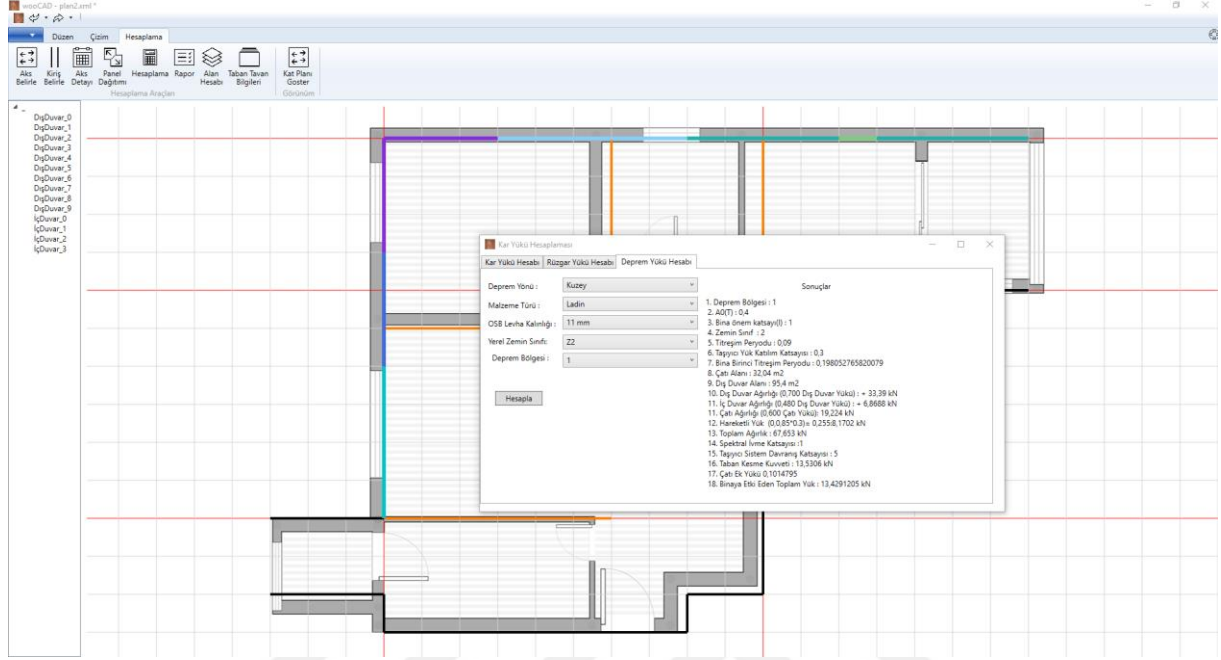 wooCAD - plan2.xml *
Düzen Çizim Hesaplama
Aks Belirle
Kiriş Belirle
Aks Detayı
Panel Dağıtımı
Hesaplama
Rapor
Alan Hesabı
Taban Tavan Bilgileri
Kat Planı Goster
Hesaplama Araçları
Görünüm
DışDuvar_0
DışDuvar_1
DışDuvar_2
DışDuvar_3
DışDuvar_4
DışDuvar_5
DışDuvar_6
DışDuvar_7
DışDuvar_8
DışDuvar_9
İçDuvar_0
İçDuvar_1
İçDuvar_2
İçDuvar_3
Kar Yükü Hesaplaması
Kar Yükü Hesabı Rüzgar Yükü Hesabı Deprem Yükü Hesabı
Deprem Yönü : Kuzey
Malzeme Türü : Ladin
OSB Levha Kalınlığı : 11 mm
Yerel Zemin Sınıfı: Z2
Deprem Bölgesi : 1
Hesapla
Sonuçlar
1. Deprem Bölgesi : 1
2. A0(T) : 0,4
3. Bina önem katsayı(I) : 1
4. Zemin Sınıf : 2
5. Titreşim Peryodu : 0,09
6. Taşıyıcı Yük Katılım Katsayısı : 0,3
7. Bina Birinci Titreşim Peryodu : 0,198052765820079
8. Çatı Alanı : 32,04 m2
9. Dış Duvar Alanı : 95,4 m2
10. Dış Duvar Ağırlığı (0,700 Dış Duvar Yükü) : + 33,39 kN
11. İç Duvar Ağırlığı (0,480 Dış Duvar Yükü) : + 6,8688 kN
11. Çatı Ağırlığı (0,600 Çatı Yükü): 19,224 kN
12. Hareketli Yük (0,0,85*0.3)= 0,255:8,1702 kN
13. Toplam Ağırlık : 67,653 kN
14. Spektral İvme Katsayısı :1
15. Taşıyıcı Sistem Davranış Katsayısı : 5
16. Taban Kesme Kuvveti : 13,5306 kN
17. Çatı Ek Yükü 0,1014795
18. Binaya Etki Eden Toplam Yük : 13,4291205 kN